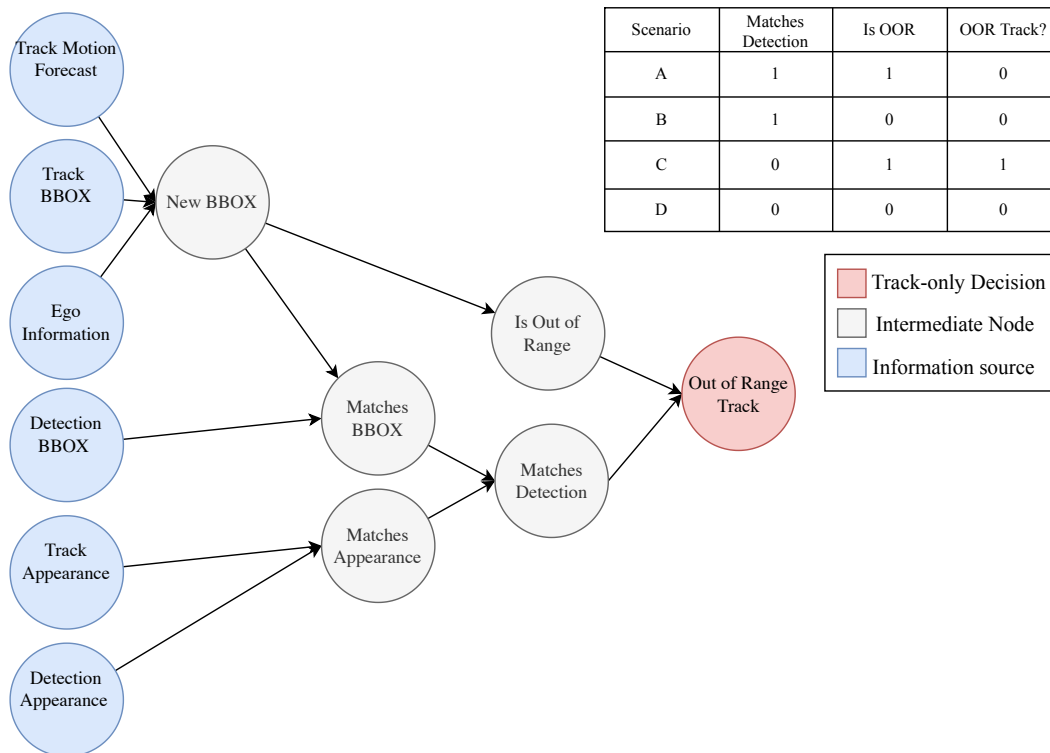 Track Motion
Forecast
Track
BBOX
Ego
Information
Detection
BBOX
Track
Appearance
Detection
Appearance
New BBOX
Matches
BBOX
Matches
Appearance
Is Out of
Range
Matches
Detection
Out of Range
Track
Scenario Matches Detection Is OOR OOR Track?
A 1 1 0
B 1 0 0
C 0 1 1
D 0 0 0
Track-only Decision
Intermediate Node
Information source